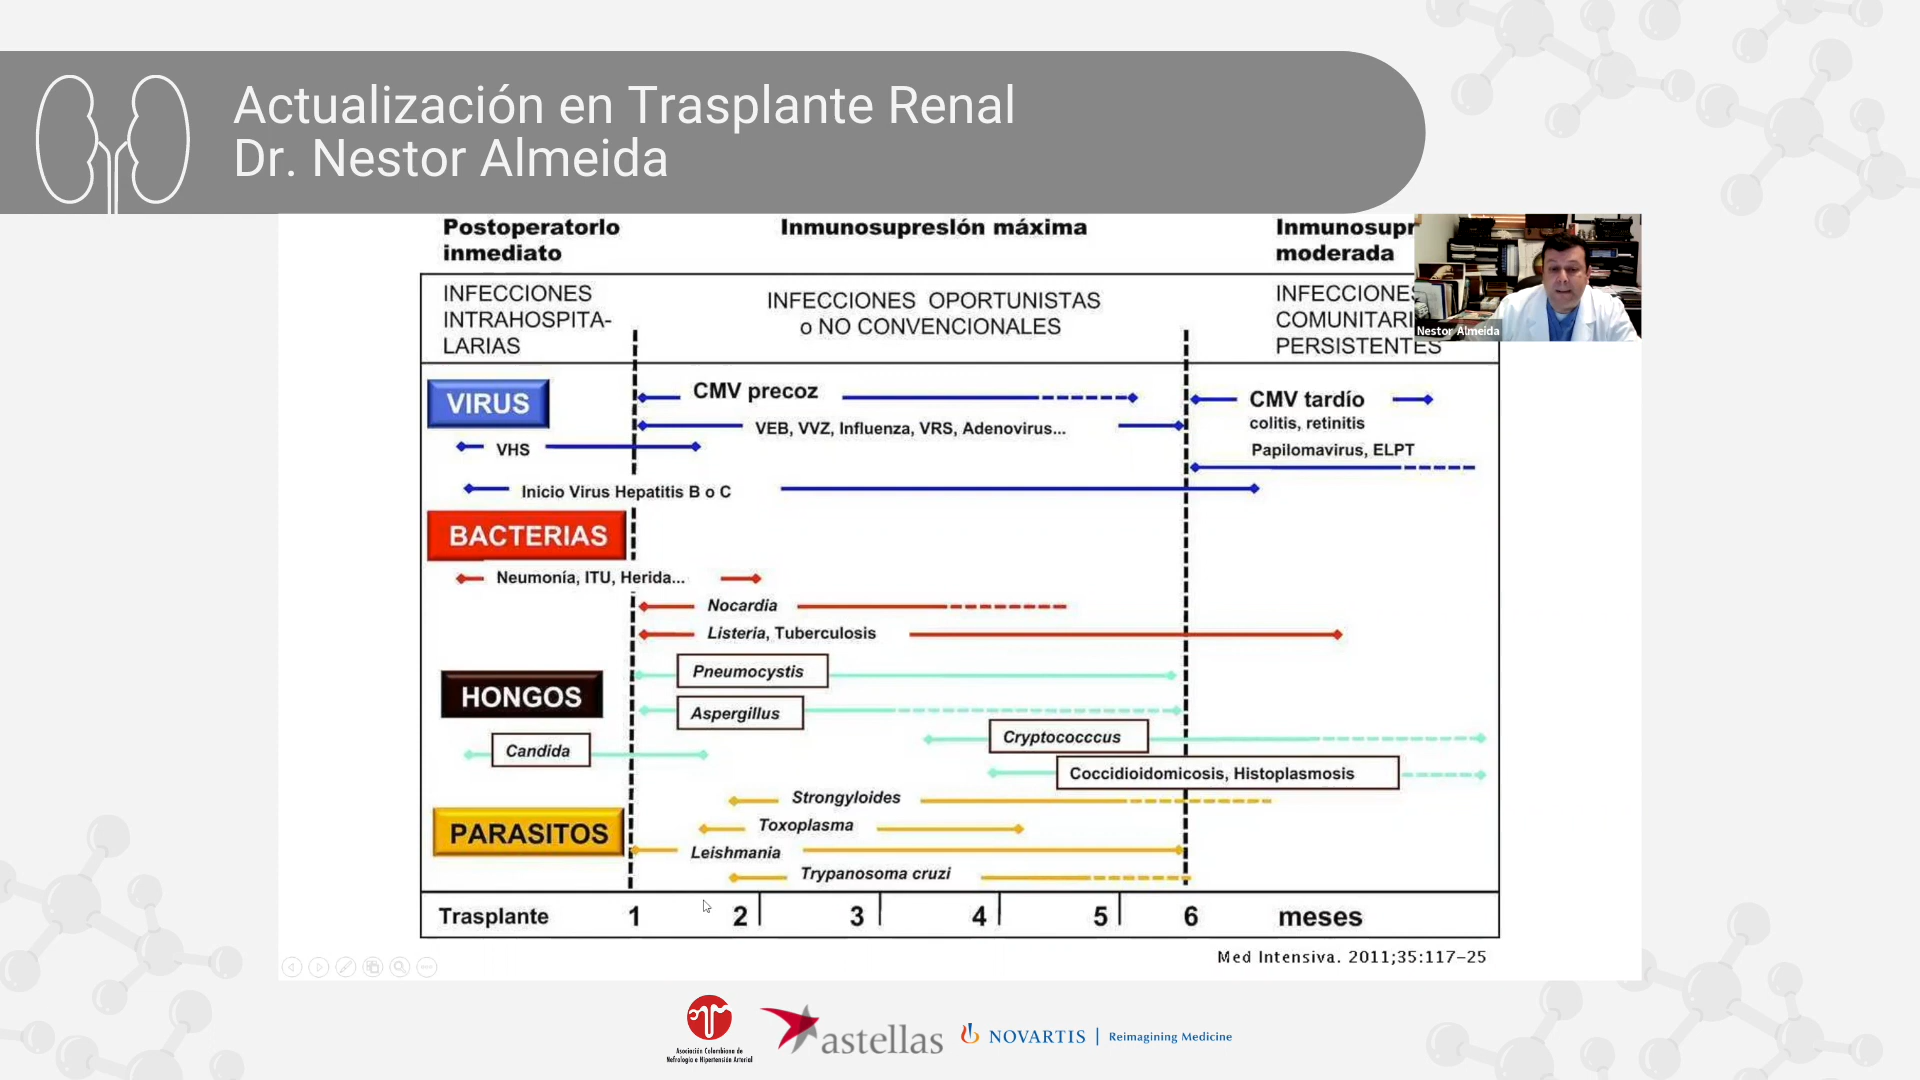 Actualización en Trasplante Renal
Dr. Nestor Almeida
Postoperatorio inmediato
Inmunosupresión máxima
Inmunosupr
moderada
INFECCIONES
INTRAHOSPITA-
LARIAS
INFECCIONES OPORTUNISTAS
o NO CONVENCIONALES
INFECCIONES
COMUNITARI
PERSISTENTES
Nestor Almeida
VIRUS
CMV precoz
CMV tardío
colitis, retinitis
VEB, VVZ, Influenza, VRS, Adenovirus...
VHS
Papilomavirus, ELPT
Inicio Virus Hepatitis B o C
BACTERIAS
Neumonía, ITU, Herida...
Nocardia
Listeria, Tuberculosis
HONGOS
Pneumocystis
Aspergillus
Cryptococccus
Candida
Coccidioidomicosis, Histoplasmosis
PARASITOS
Strongyloides
Toxoplasma
Leishmania
Trypanosoma cruzi
Trasplante 1 2 3 4 5 6 meses
Med Intensiva. 2011;35:117–25
Asociación Colombiana de
Nefrología e Hipertensión Arterial
astellas
NOVARTIS | Reimagining Medicine